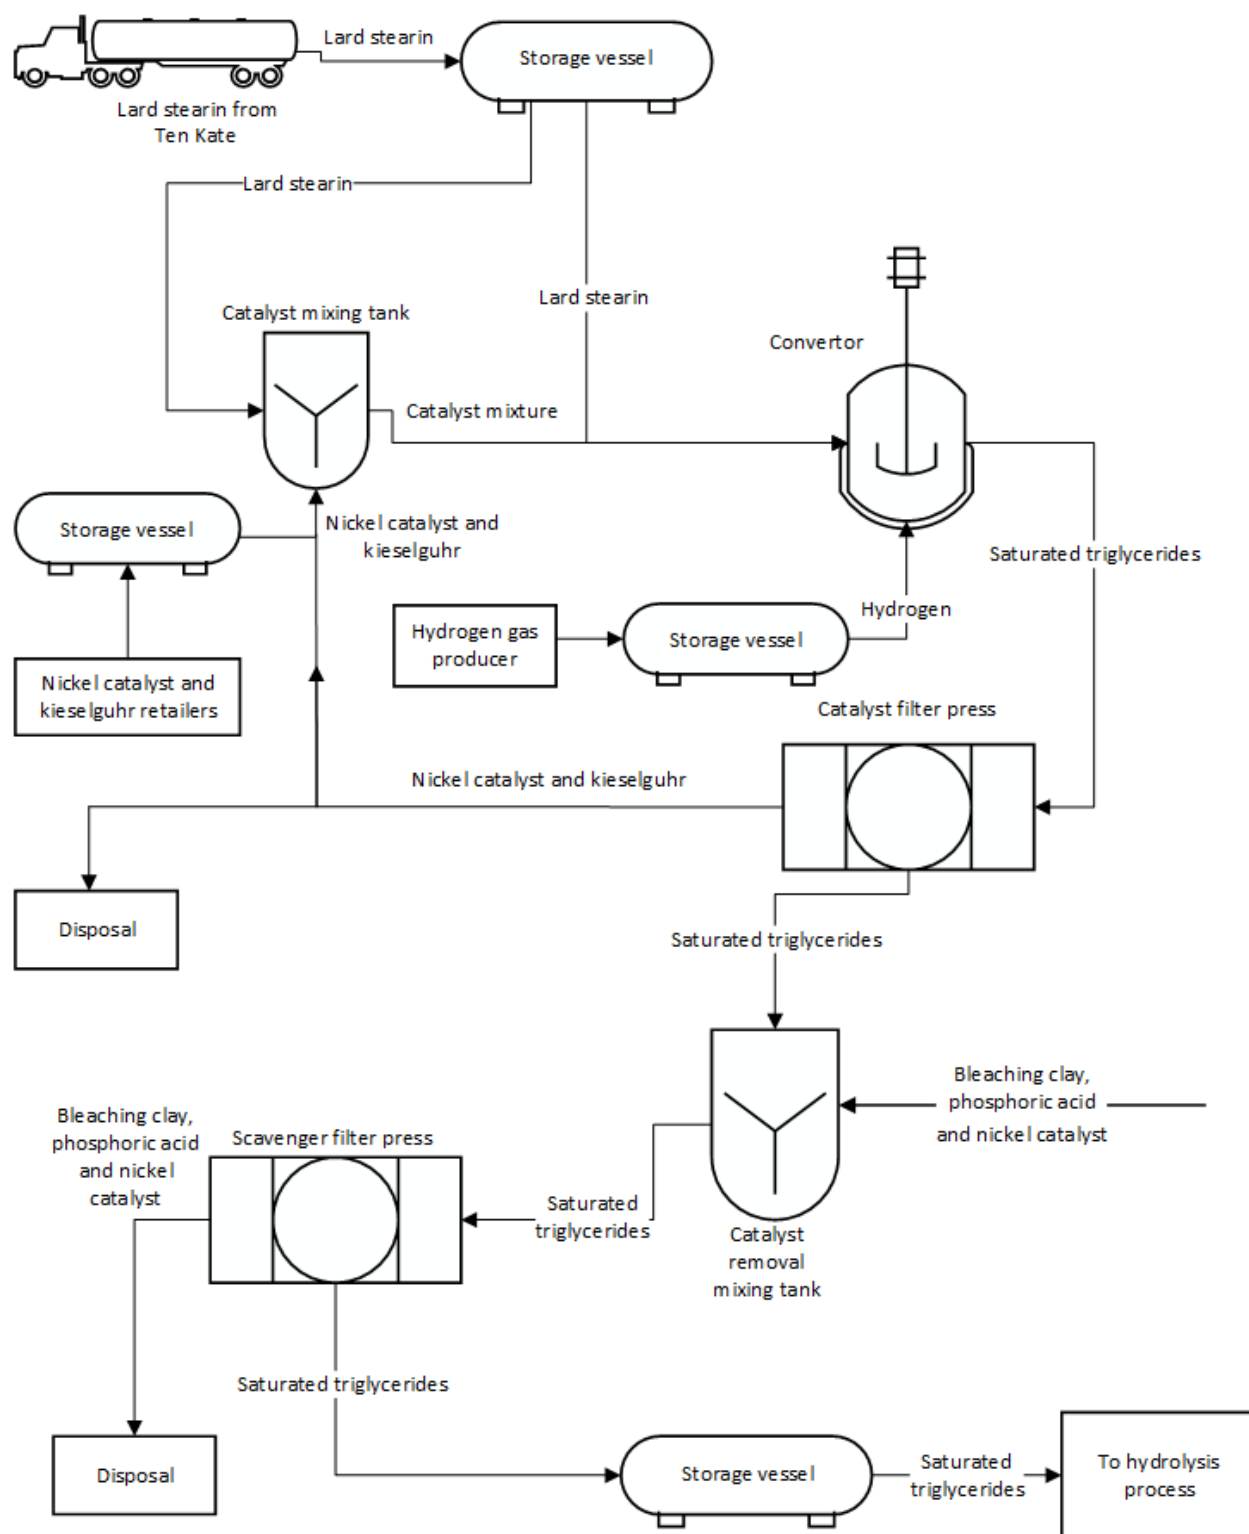 Lard stearin
Storage vessel
Lard stearin from
Ten Kate
Lard stearin
Lard stearin
Catalyst mixing tank
Convertor
Catalyst mixture
Storage vessel
Nickel catalyst and
kieselguhr
Saturated triglycerides
Hydrogen
Hydrogen gas
producer
Storage vessel
Nickel catalyst and
kieselguhr retailers
Catalyst filter press
Nickel catalyst and kieselguhr
Disposal
Saturated triglycerides
Bleaching clay,
phosphoric acid
and nickel catalyst
Bleaching clay,
phosphoric acid
and nickel
catalyst
Scavenger filter press
Saturated
triglycerides
Catalyst
removal
mixing tank
Saturated triglycerides
Disposal
Storage vessel
Saturated
triglycerides
To hydrolysis
process